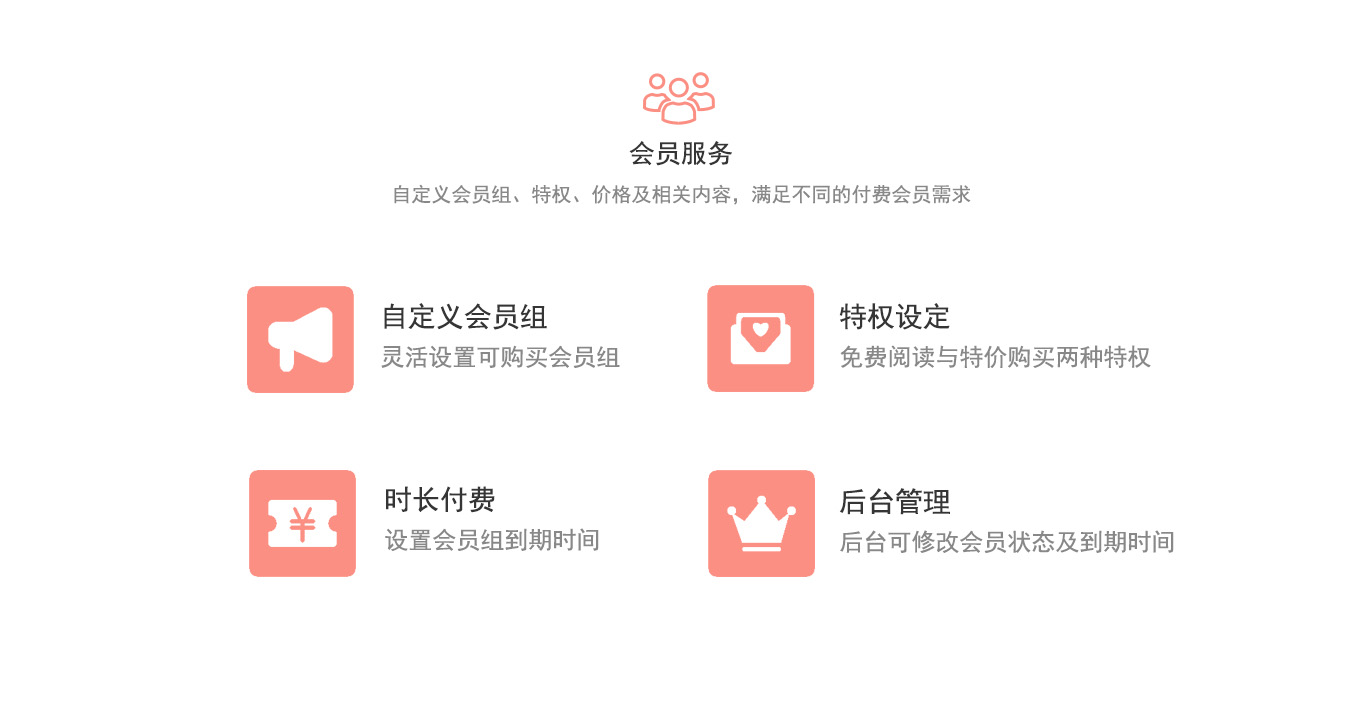 会员服务
自定义会员组、特权、价格及相关内容，满足不同的付费会员需求
自定义会员组
灵活设置可购买会员组
特权设定
免费阅读与特价购买两种特权
¥
时长付费
设置会员组到期时间
后台管理
后台可修改会员状态及到期时间